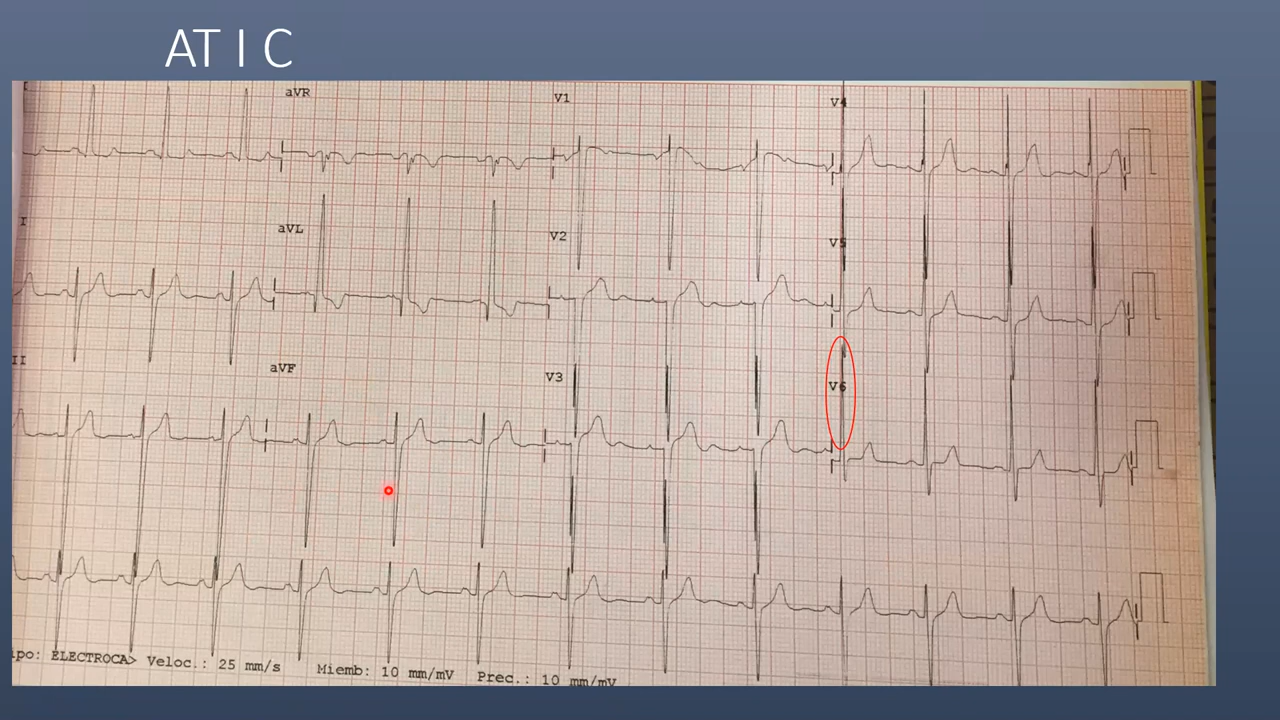 AT I C
aVR
V1
V4
I
aVL
V2
V5
II
aVF
V3
V6
po: ELECTROCA> Veloc.: 25 mm/s Miemb: 10 mm/mV Prec.: 10 mm/mV